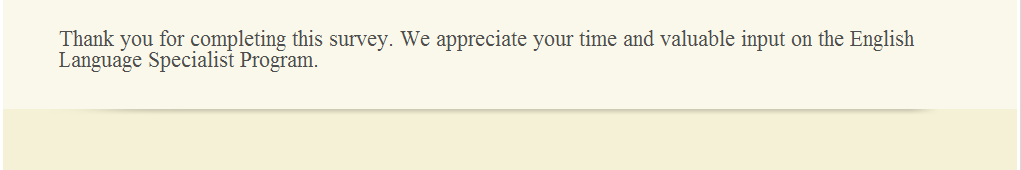 Thank you for completing this survey. We appreciate your time and valuable input on the English
Language Specialist Program.